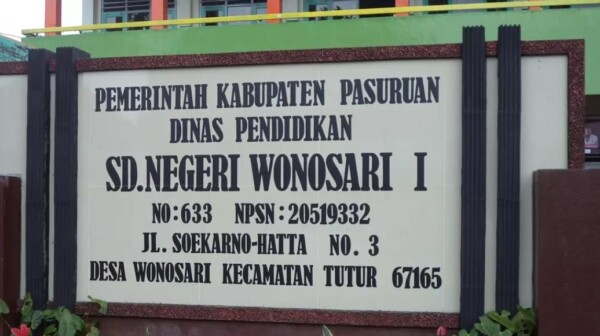 PEMERINTAH KABUPATEN PASURUAN
DINAS PENDIDIKAN
SD.NEGERI WONOSARI I
NO:633 NPSN:20519332
JL. SOEKARNO-HATTA NO. 3
DESA WONOSARI KECAMATAN TUTUR 67165